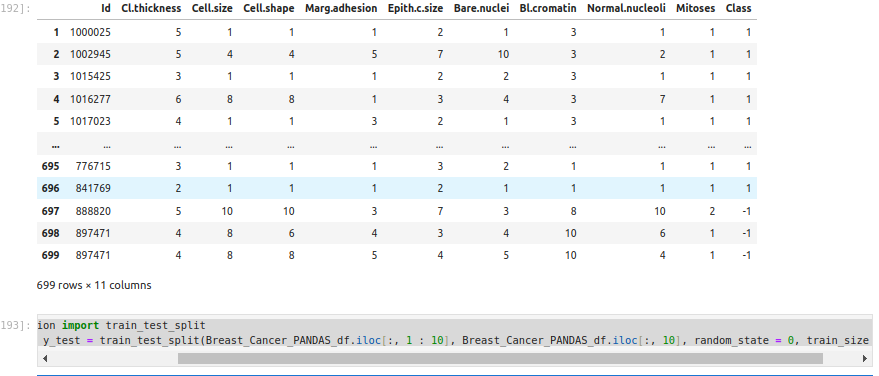 192]:
Id Cl.thickness Cell.size Cell.shape Marg.adhesion Epith.c.size Bare.nuclei Bl.cromatin Normal.nucleoli Mitoses Class
1 1000025 5 1 1 1 2 1 3 1 1 1
2 1002945 5 4 4 5 7 10 3 2 1 1
3 1015425 3 1 1 1 2 2 3 1 1 1
4 1016277 6 8 8 1 3 4 3 7 1 1
5 1017023 4 1 1 3 2 1 3 1 1 1
... ... ... ... ... ... ... ... ... ... ... ...
695 776715 3 1 1 1 3 2 1 1 1 1
696 841769 2 1 1 1 2 1 1 1 1 1
697 888820 5 10 10 3 7 3 8 10 2 -1
698 897471 4 8 6 4 3 4 10 6 1 -1
699 897471 4 8 8 5 4 5 10 4 1 -1
699 rows × 11 columns
193]:
ion import train_test_split
y_test = train_test_split(Breast_Cancer_PANDAS_df.iloc[:, 1 : 10], Breast_Cancer_PANDAS_df.iloc[:, 10], random_state = 0, train_size